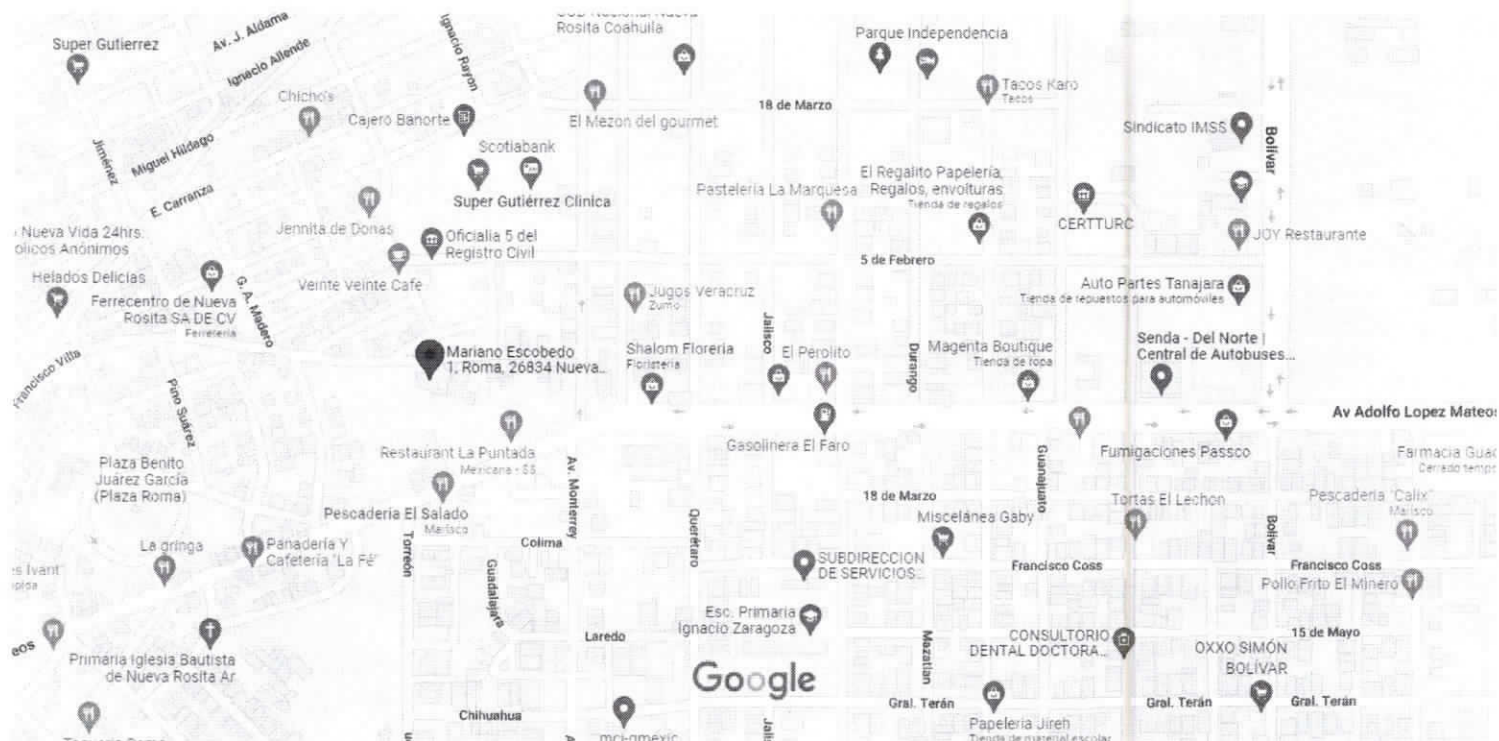 Rosita Coahuila
Super Gutierrez
Av. J. Aldama
Ignacio Allende
Ignacio Rayon
Parque Independencia
Tacos Karo
Tacos
Chicho's
Cajero Banorte
El Mezon del gourmet
18 de Marzo
Sindicato IMSS
Bolívar
Jiménez
Miguel Hildago
E. Carranza
Scotiabank
Super Gutiérrez Clinica
Pastelería La Marquesa
El Regalito Papelería,
Regalos, envolturas
Tienda de regalos
CERTTURC
JOY Restaurante
Nueva Vida 24hrs.
Anónimos
Jennita de Donas
Oficialia 5 del
Registro Civil
5 de Febrero
Helados Delicias
Ferrecentro de Nueva
Rosita SA DE CV
Ferretería
G. A. Madero
Veinte Veinte Cafe
Jugos Veracruz
Zumo
Auto Partes Tanajara
Tienda de repuestos para automóviles
Francisco Villa
Pino Suárez
Mariano Escobedo
1, Roma, 26834 Nueva...
Shalom Floreria
Floristería
Jalisco
El Perolito
Durango
Magenta Boutique
Tienda de ropa
Senda - Del Norte |
Central de Autobuses...
Av Adolfo Lopez Mateos
Plaza Benito
Juárez García
(Plaza Roma)
Restaurant La Puntada
Mexicana · $$
Gasolinera El Faro
Fumigaciones Passco
Pescadería El Salado
Marisco
Av. Monterrey
Querétaro
18 de Marzo
Guanajuato
Miscelánea Gaby
Tortas El Lechon
Pescadería "Calix"
Marisco
Bolívar
La gringa
Panadería Y
Cafetería "La Fé"
Torreón
Colima
Guadalajara
SUBDIRECCION
DE SERVICIOS...
Francisco Coss
Francisco Coss
Pollo Frito El Minero
Esc. Primaria
Ignacio Zaragoza
Laredo
Mazatlan
CONSULTORIO
DENTAL DOCTORA...
15 de Mayo
OXXO SIMÓN
BOLÍVAR
Primaria Iglesia Bautista
de Nueva Rosita Ar
Google
Chihuahua
Gral. Terán
Gral. Terán
Gral. Terán
Papeleria Jireh
Tienda de material escolar